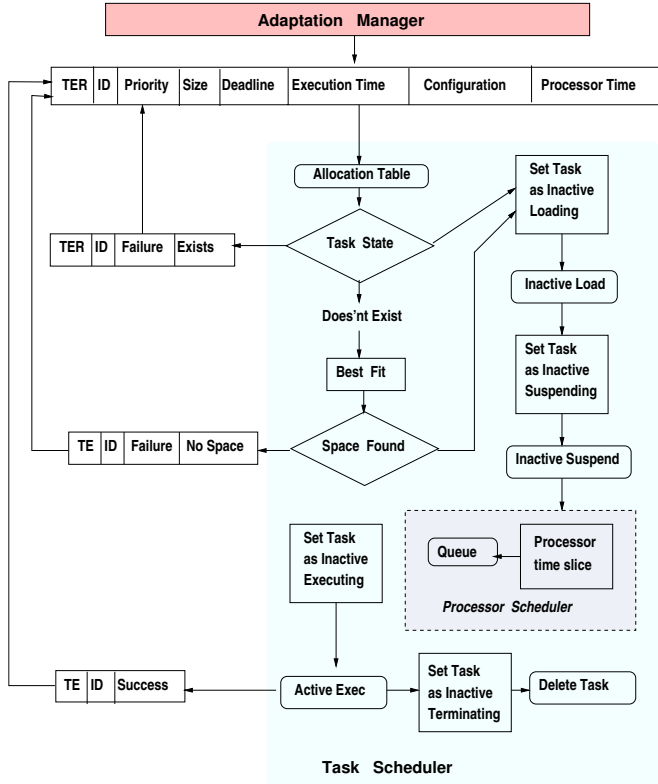 Adaptation Manager
TER ID Priority Size Deadline Execution Time Configuration Processor Time
Allocation Table
Set Task
as Inactive
Loading
TER ID Failure Exists
Task State
Inactive Load
Does'nt Exist
Set Task
as Inactive
Suspending
Best Fit
TE ID Failure No Space
Space Found
Inactive Suspend
Set Task
as Inactive
Executing
Queue
Processor
time slice
Processor Scheduler
TE ID Success
Active Exec
Set Task
as Inactive
Terminating
Delete Task
Task Scheduler